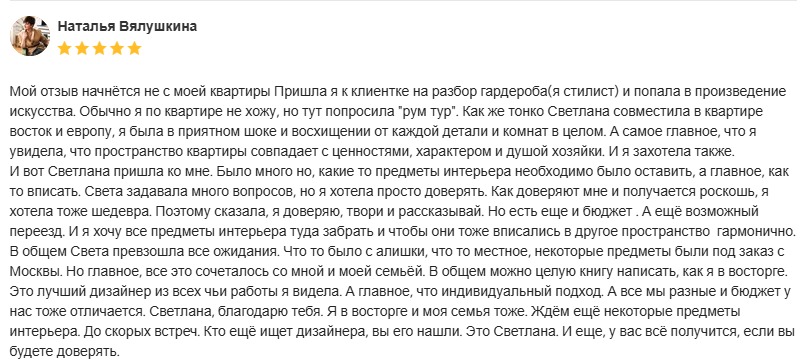 Наталья Вялушкина
Мой отзыв начнётся не с моей квартиры Пришла я к клиентке на разбор гардероба(я стилист) и попала в произведение
искусства. Обычно я по квартире не хожу, но тут попросила "рум тур". Как же тонко Светлана совместила в квартире
восток и европу, я была в приятном шоке и восхищении от каждой детали и комнат в целом. А самое главное, что я
увидела, что пространство квартиры совпадает с ценностями, характером и душой хозяйки. И я захотела также.
И вот Светлана пришла ко мне. Было много но, какие то предметы интерьера необходимо было оставить, а главное, как
то вписать. Света задавала много вопросов, но я хотела просто доверять. Как доверяют мне и получается роскошь, я
хотела тоже шедевра. Поэтому сказала, я доверяю, твори и рассказывай. Но есть еще и бюджет . А ещё возможный
переезд. И я хочу все предметы интерьера туда забрать и чтобы они тоже вписались в другое пространство  гармонично.
В общем Света превзошла все ожидания. Что то было с алишки, что то местное, некоторые предметы были под заказ с
Москвы. Но главное, все это сочеталось со мной и моей семьёй. В общем можно целую книгу написать, как я в восторге.
Это лучший дизайнер из всех чьи работы я видела. А главное, что индивидуальный подход. А все мы разные и бюджет у
нас тоже отличается. Светлана, благодарю тебя. Я в восторге и моя семья тоже. Ждём ещё некоторые предметы
интерьера. До скорых встреч. Кто ещё ищет дизайнера, вы его нашли. Это Светлана. И еще, у вас всё получится, если вы
будете доверять.